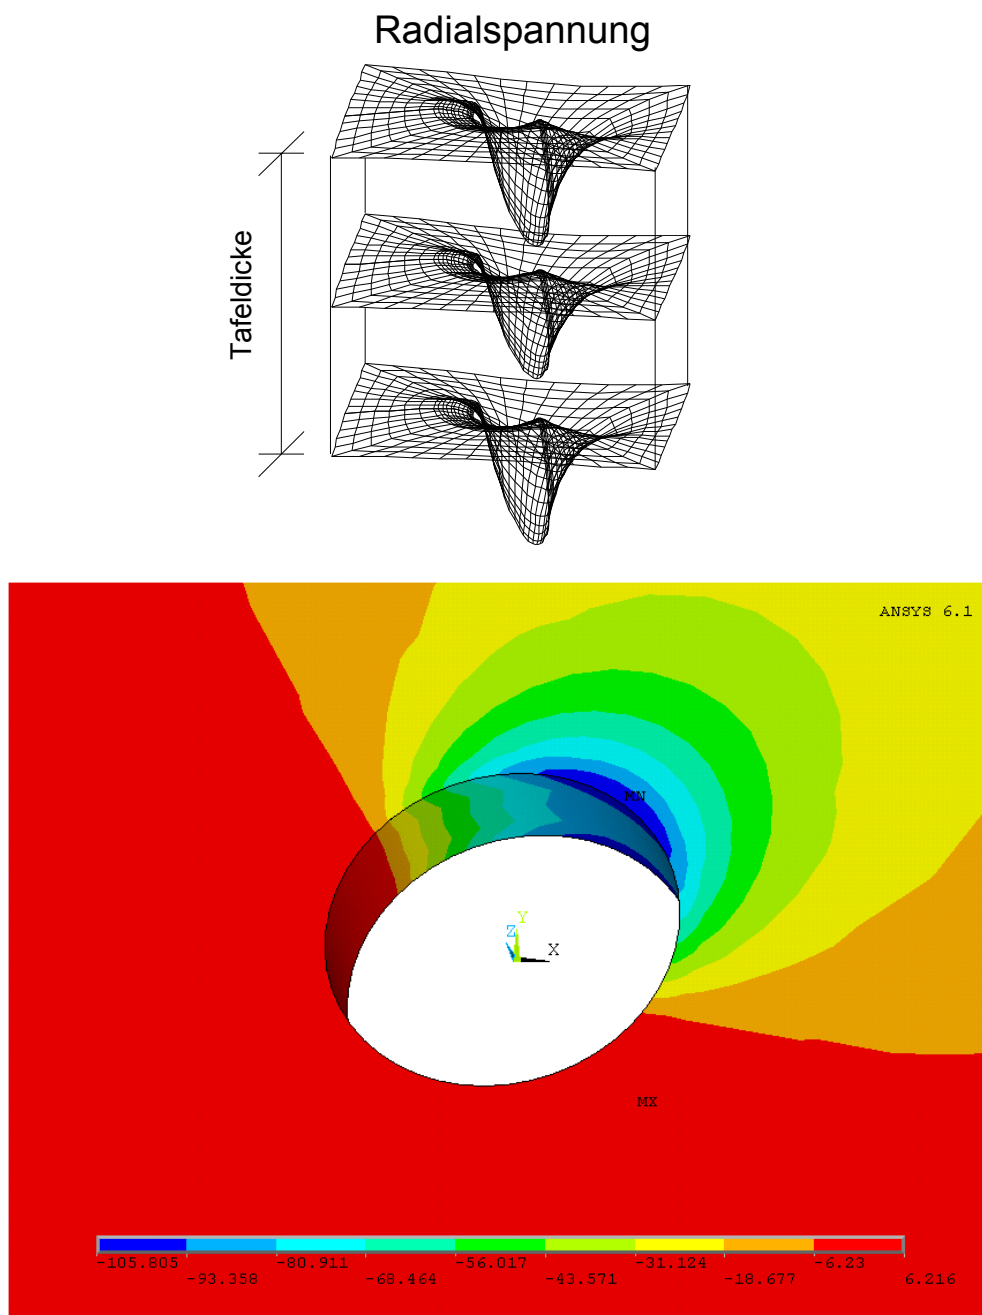 Radialspannung
Tafeldicke
ANSYS 6.1
MN
Y
Z
X
MX
-105.805 -80.911 -56.017 -31.124 -6.23
-93.358 -68.464 -43.571 -18.677 6.216